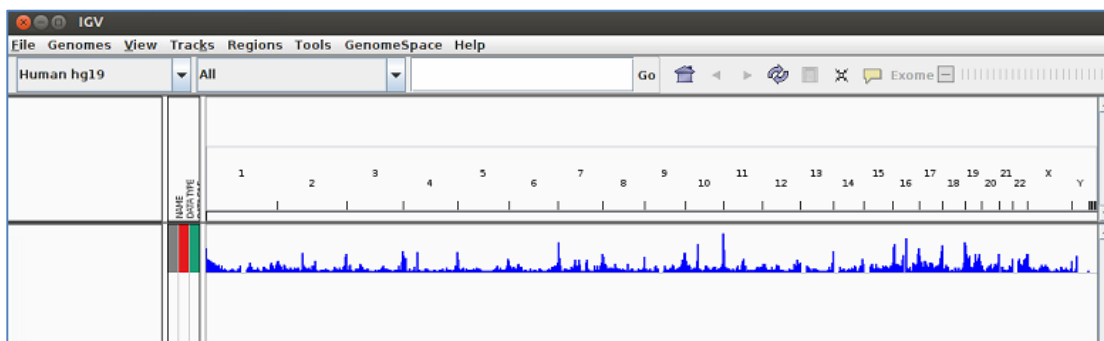 IGV
File Genomes View Tracks Regions Tools GenomeSpace Help
Human hg19 All Go Exome
1 2 3 4 5 6 7 8 9 10 11 12 13 14 15 16 17 18 19 20 21 22 X Y
NAME
DATA TYPE